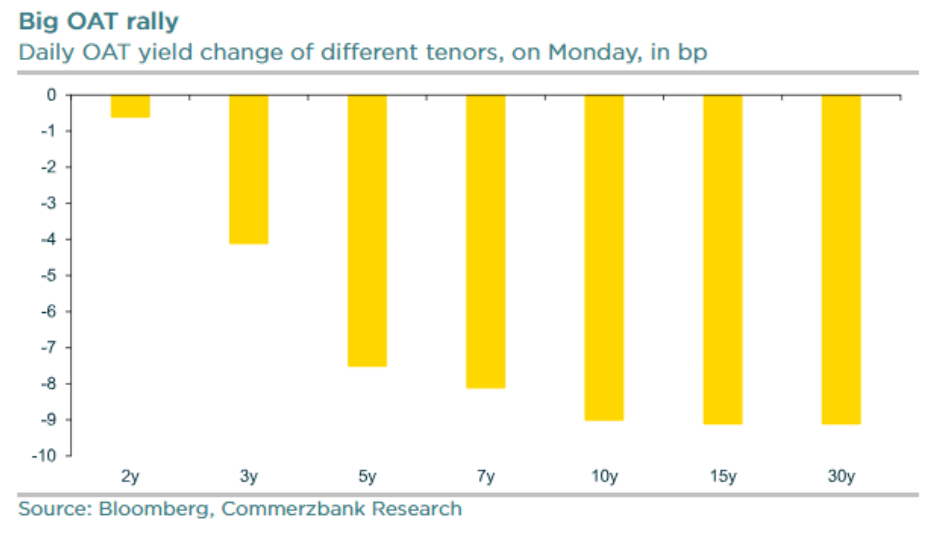 Big OAT rally
Daily OAT yield change of different tenors, on Monday, in bp
0
-1
-2
-3
-4
-5
-6
-7
-8
-9
-10
2y 3y 5y 7y 10y 15y 30y
Source: Bloomberg, Commerzbank Research